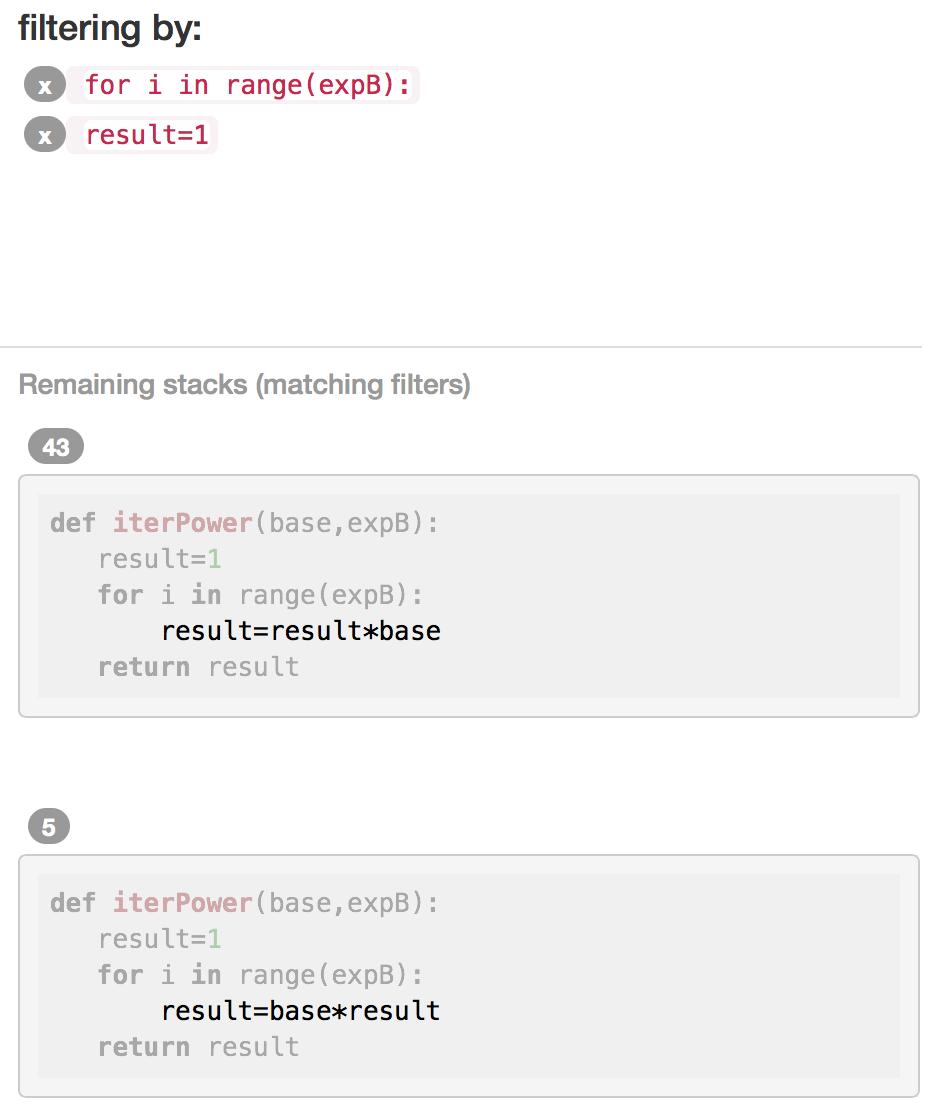 filtering by:
x for i in range(expB):
x result=1
Remaining stacks (matching filters)
43
def iterPower(base,expB):
   result=1
   for i in range(expB):
       result=result*base
   return result
5
def iterPower(base,expB):
   result=1
   for i in range(expB):
       result=base*result
   return result